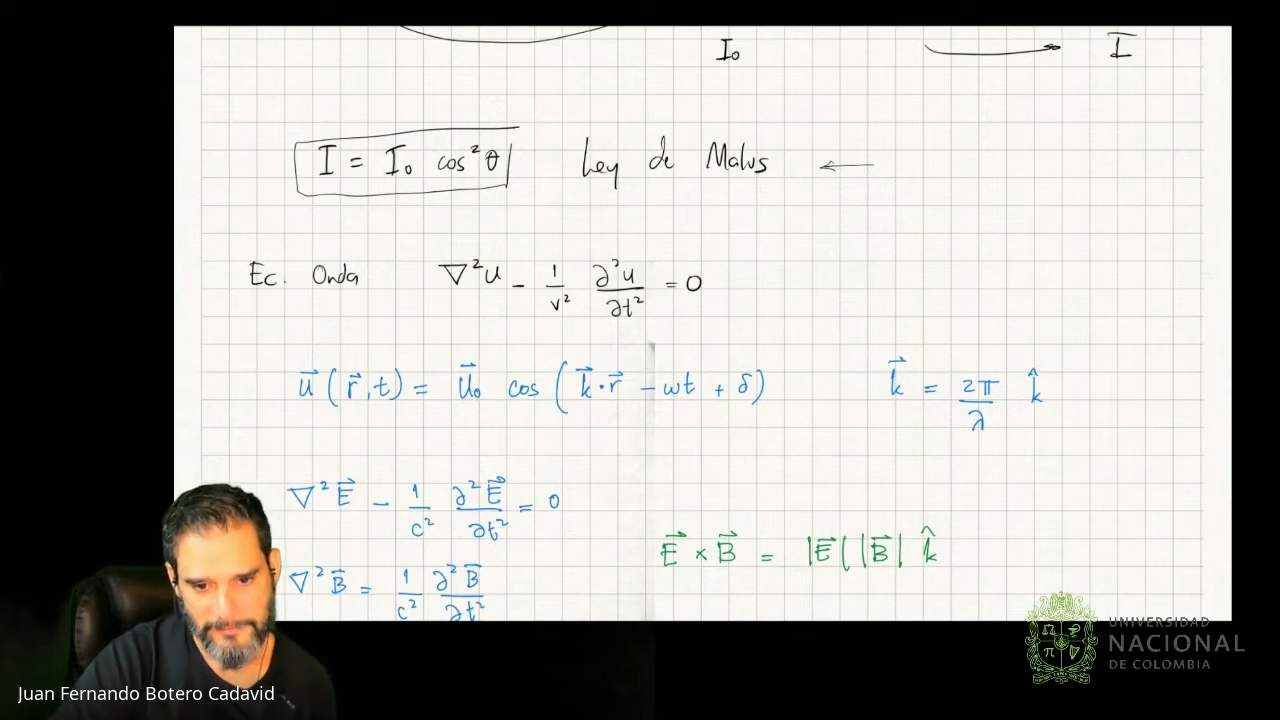 I₀ I
I = I₀ cos²θ Ley de Malus ←
Ec. Onda ∇²u - 1/v² ∂²u/∂t² = 0
u⃗ (r⃗, t) = u⃗₀ cos (k⃗·r⃗ - ωt + δ) k⃗ = 2π/λ k̂
∇²E⃗ - 1/c² ∂²E⃗/∂t² = 0
E⃗ × B⃗ = |E⃗| |B⃗| k̂
∇²B⃗ = 1/c² ∂²B⃗/∂t²
UNIVERSIDAD
NACIONAL
DE COLOMBIA
Juan Fernando Botero Cadavid